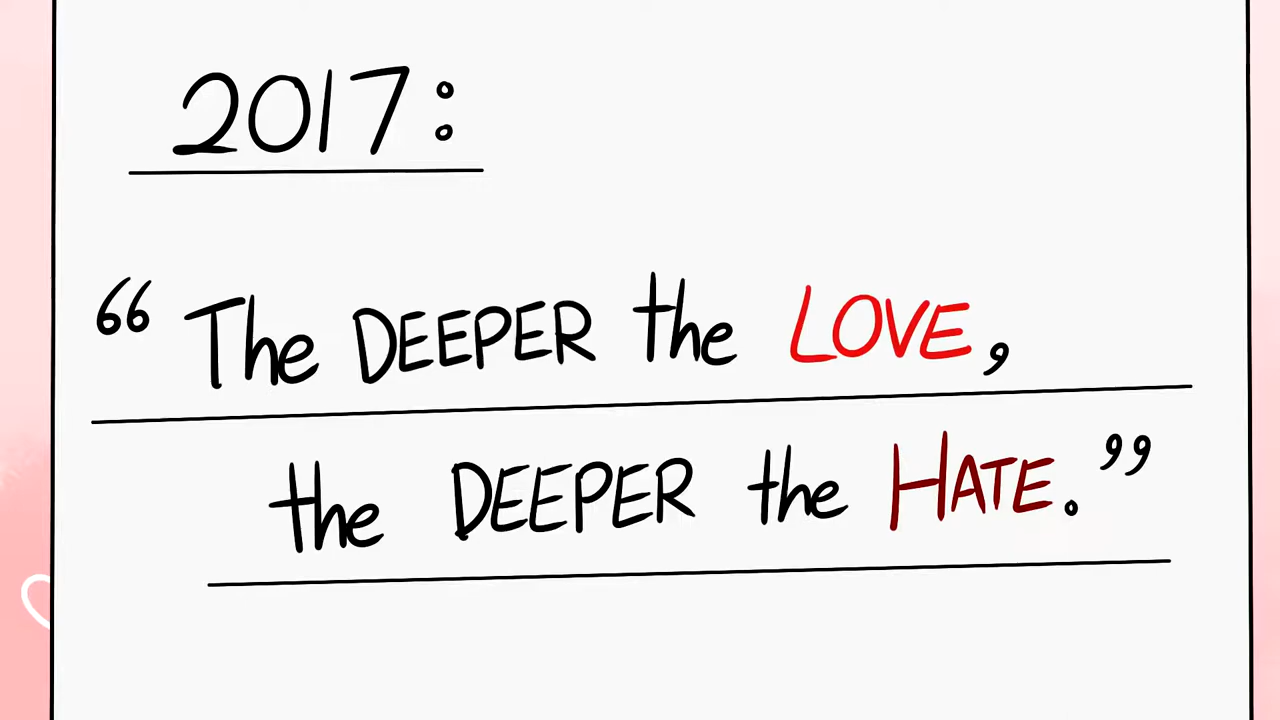 2017:
“The DEEPER the LOVE,
the DEEPER the HATE.”